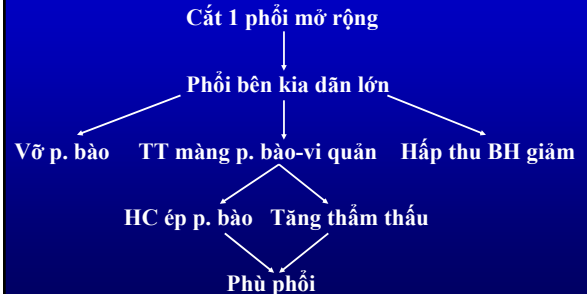 Cắt 1 phổi mở rộng
Phổi bên kia dãn lớn
Vỡ p. bào TT màng p. bào-vi quản Hấp thu BH giảm
HC ép p. bào Tăng thẩm thấu
Phù phổi